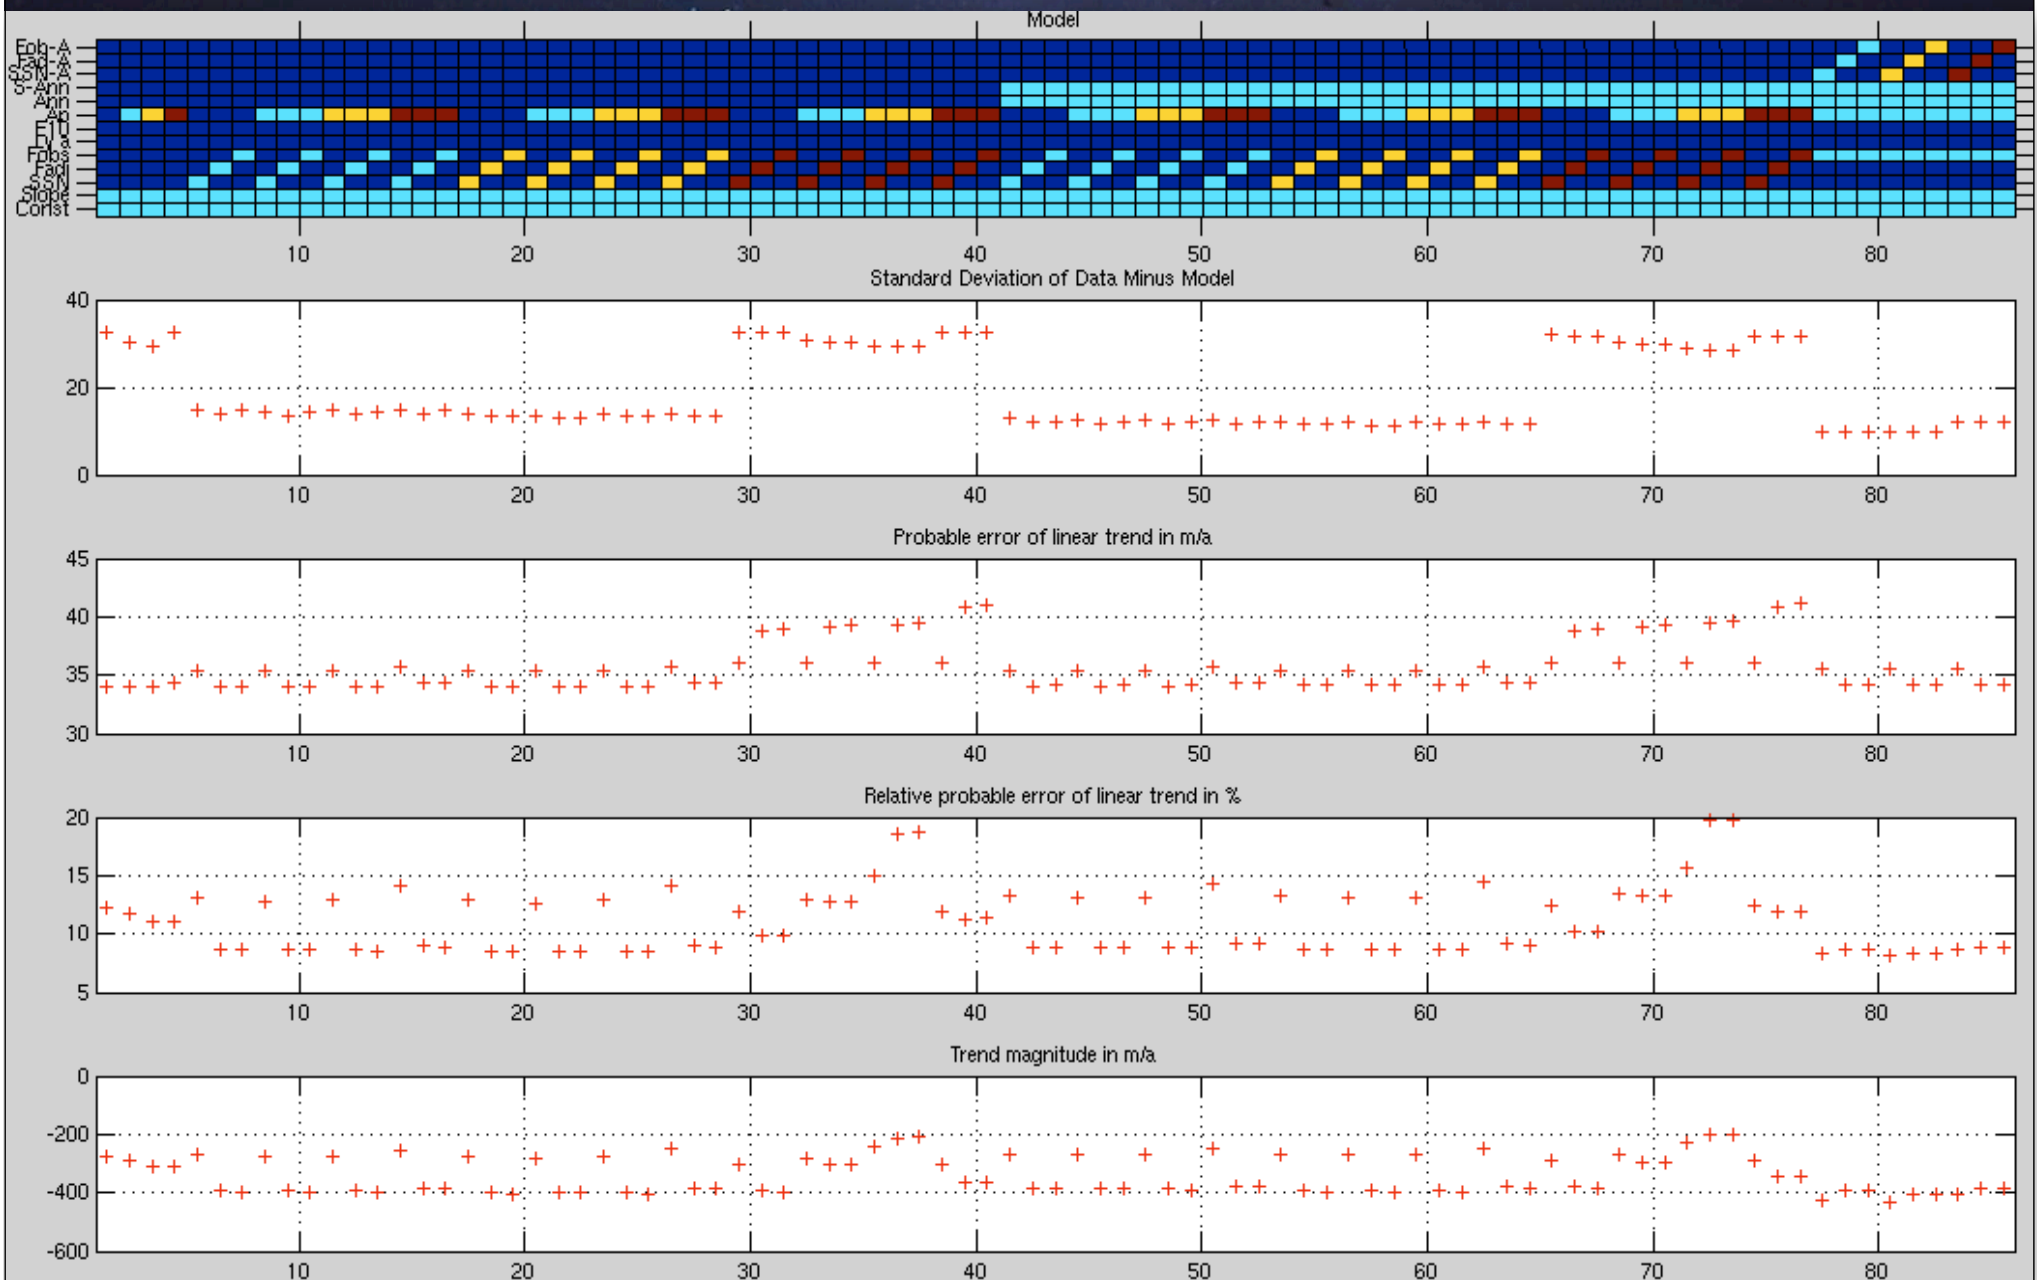 Model
Fob-A
Fad-A
SSN-A
S-Ann
Ann
Ap
F10
Fobs
Fadj
SSN
Slope
Const
10 20 30 40 50 60 70 80
Standard Deviation of Data Minus Model
40
20
0
10 20 30 40 50 60 70 80
Probable error of linear trend in m/a
45
40
35
30
10 20 30 40 50 60 70 80
Relative probable error of linear trend in %
20
15
10
5
10 20 30 40 50 60 70 80
Trend magnitude in m/a
0
-200
-400
-600
10 20 30 40 50 60 70 80